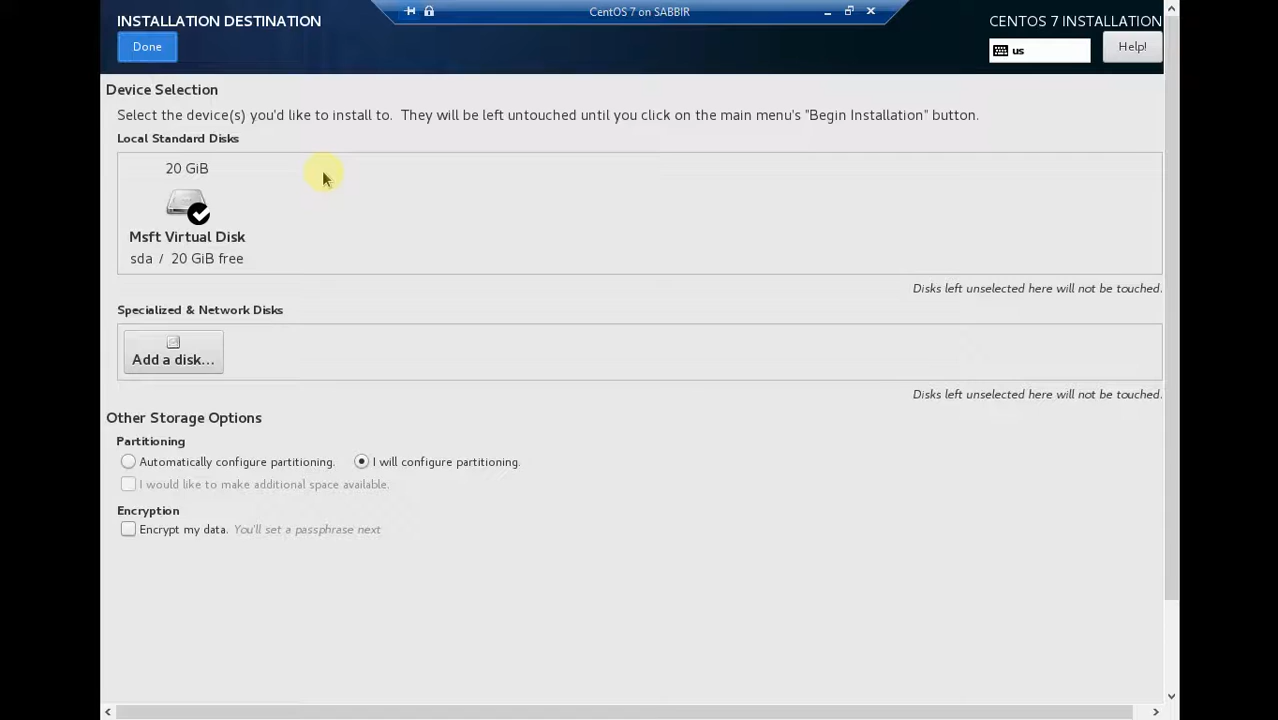 CentOS 7 on SABBIR
INSTALLATION DESTINATION
CENTOS 7 INSTALLATION
Done
us
Help!
Device Selection
Select the device(s) you'd like to install to. They will be left untouched until you click on the main menu's "Begin Installation" button.
Local Standard Disks
20 GiB
Msft Virtual Disk
sda / 20 GiB free
Disks left unselected here will not be touched.
Specialized & Network Disks
Add a disk...
Disks left unselected here will not be touched.
Other Storage Options
Partitioning
Automatically configure partitioning. I will configure partitioning.
I would like to make additional space available.
Encryption
Encrypt my data. You'll set a passphrase next